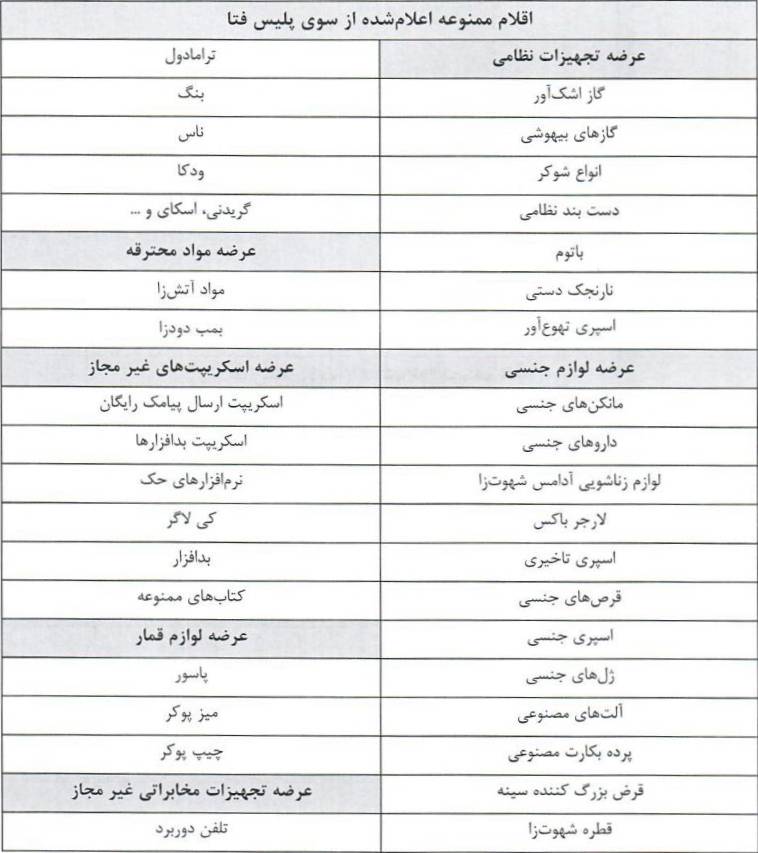 اقلام ممنوعه اعلام‌شده از سوی پلیس فتا
عرضه تجهیزات نظامی
گاز اشک‌آور
گازهای بیهوشی
انواع شوکر
دست بند نظامی
باتوم
نارنجک دستی
اسپری تهوع‌آور
عرضه لوازم جنسی
مانکن‌های جنسی
داروهای جنسی
لوازم زناشویی آدامس شهوت‌زا
لارجر باکس
اسپری تاخیری
قرص‌های جنسی
اسپری جنسی
ژل‌های جنسی
آلت‌های مصنوعی
پرده بکارت مصنوعی
قرض بزرگ کننده سینه
قطره شهوت‌زا
ترامادول
بنگ
ناس
ودکا
گریدنی، اسکای و ...
عرضه مواد محترقه
مواد آتش‌زا
بمب دودزا
عرضه اسکریپت‌های غیر مجاز
اسکریپت ارسال پیامک رایگان
اسکریپت بدافزارها
نرم‌افزارهای حک
کی لاگر
بدافزار
کتاب‌های ممنوعه
عرضه لوازم قمار
پاسور
میز پوکر
چیپ پوکر
عرضه تجهیزات مخابراتی غیر مجاز
تلفن دوربرد